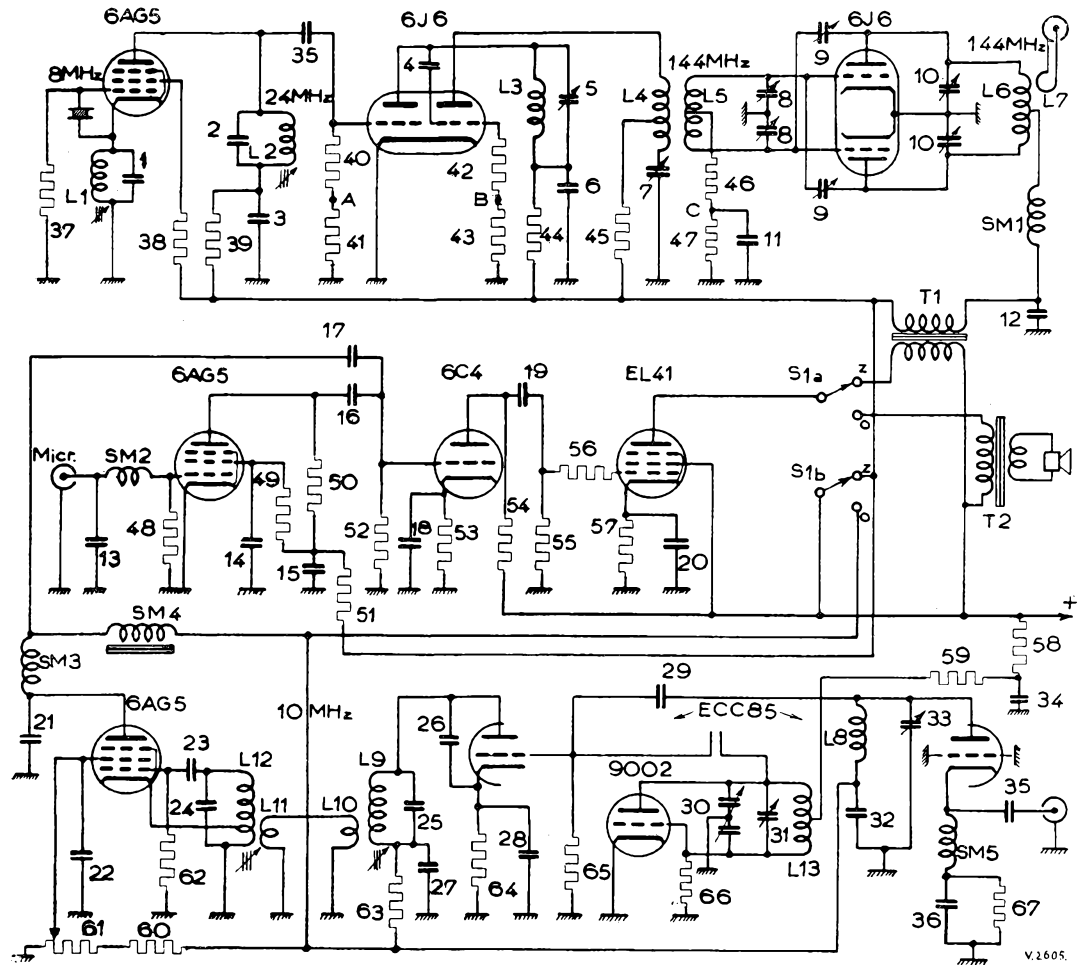 6AG5
35
6J6
6J6
144MHz
8MHz
4
144MHz
9
24MHz
L3
5
L4
L5
8
10
L6
L7
2
L2
1
40
42
8
10
L1
A
B
6
7
46
9
C
SM1
37
38
39
3
41
43
44
45
47
11
T1
12
17
6AG5
16
6C4
19
EL41
S1a
z
o
Micr.
SM2
49
50
56
S1b
z
o
T2
48
52
18
53
54
55
57
13
14
15
20
51
+
SM4
SM3
58
59
29
34
21
6AG5
10 MHz
26
ECC85
33
23
L12
L9
L8
9002
24
L11
L10
25
30
31
32
35
22
62
28
L13
SM5
27
64
65
66
63
36
67
61
60
V.2605.